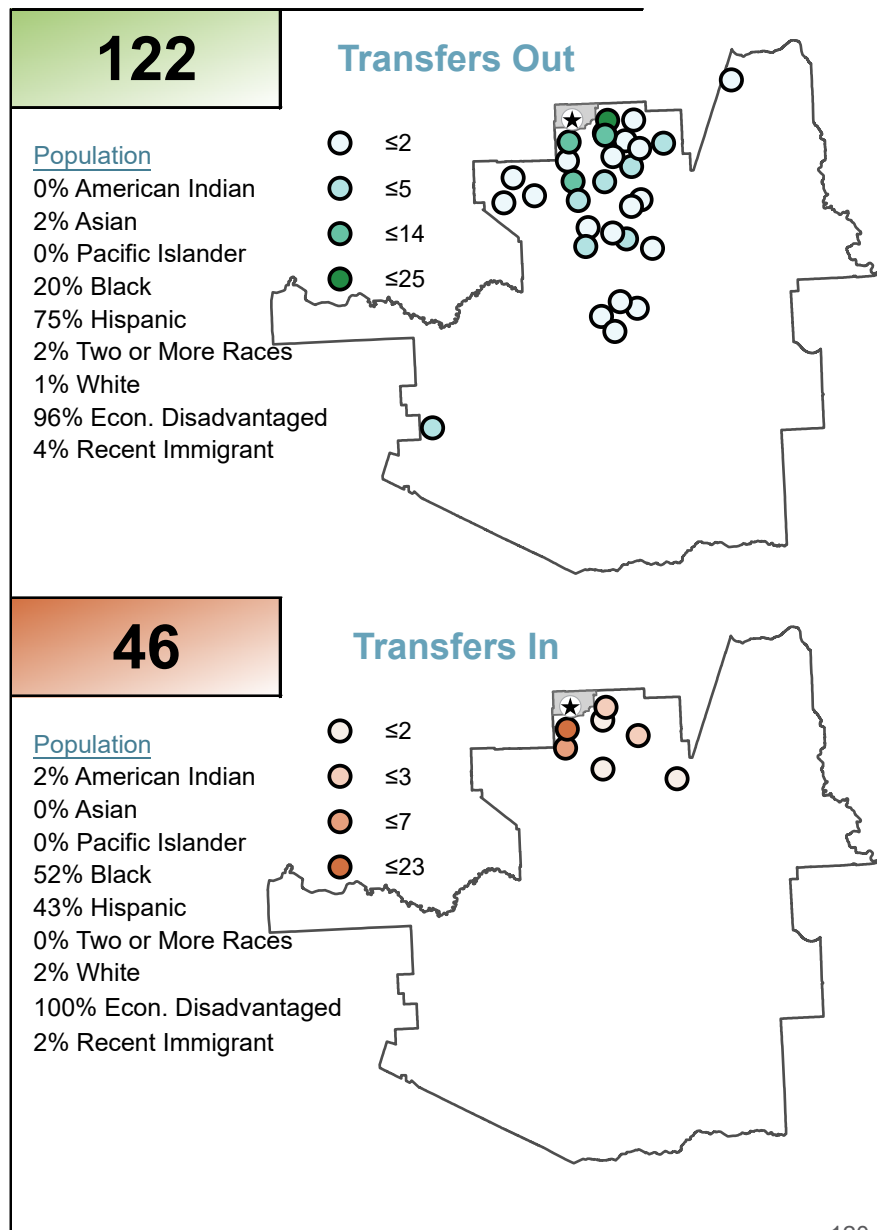 122
Transfers Out
Population
0% American Indian
2% Asian
0% Pacific Islander
20% Black
75% Hispanic
2% Two or More Races
1% White
96% Econ. Disadvantaged
4% Recent Immigrant
≤2
≤5
≤14
≤25
46
Transfers In
Population
2% American Indian
0% Asian
0% Pacific Islander
52% Black
43% Hispanic
0% Two or More Races
2% White
100% Econ. Disadvantaged
2% Recent Immigrant
≤2
≤3
≤7
≤23